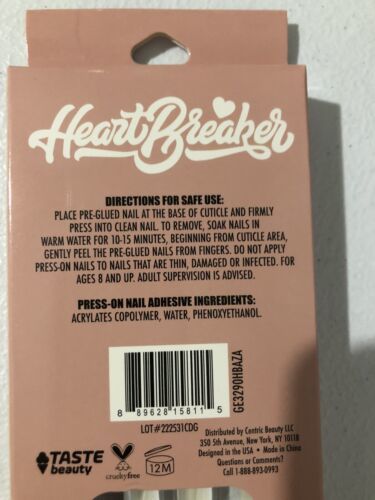 Heart Breaker
DIRECTIONS FOR SAFE USE:
PLACE PRE-GLUED NAIL AT THE BASE OF CUTICLE AND FIRMLY
PRESS INTO CLEAN NAIL. TO REMOVE, SOAK NAILS IN
WARM WATER FOR 10-15 MINUTES, BEGINNING FROM CUTICLE AREA,
GENTLY PEEL THE PRE-GLUED NAILS FROM FINGERS. DO NOT APPLY
PRESS-ON NAILS TO NAILS THAT ARE THIN, DAMAGED OR INFECTED. FOR
AGES 8 AND UP. ADULT SUPERVISION IS ADVISED.
PRESS-ON NAIL ADHESIVE INGREDIENTS:
ACRYLATES COPOLYMER, WATER, PHENOXYETHANOL.
8 89628 15811 5
GE3290HBAZA
LOT#222531CDG
TASTE
beauty
crueltyfree
12M
Distributed by Centric Beauty LLC
350 5th Avenue, New York, NY 10118
Designed in the USA • Made in China
Questions or Comments?
Call 1-888-893-0993